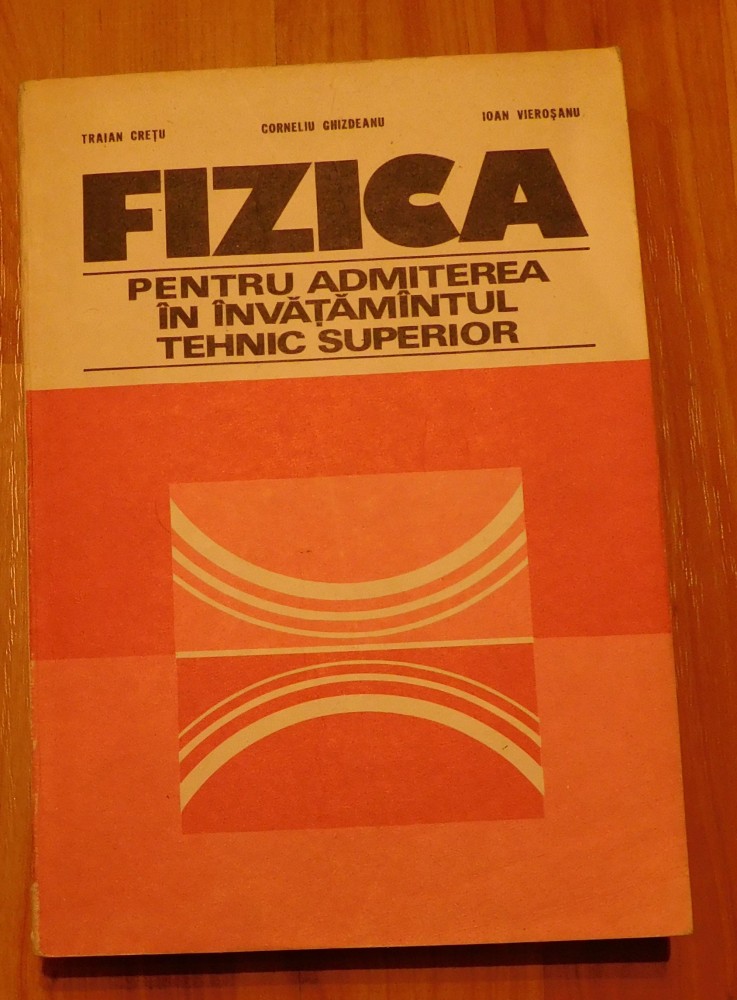 TRAIAN CREȚU CORNELIU GHIZDEANU IOAN VIEROȘANU
FIZICA
PENTRU ADMITEREA
ÎN ÎNVĂȚĂMÎNTUL
TEHNIC SUPERIOR